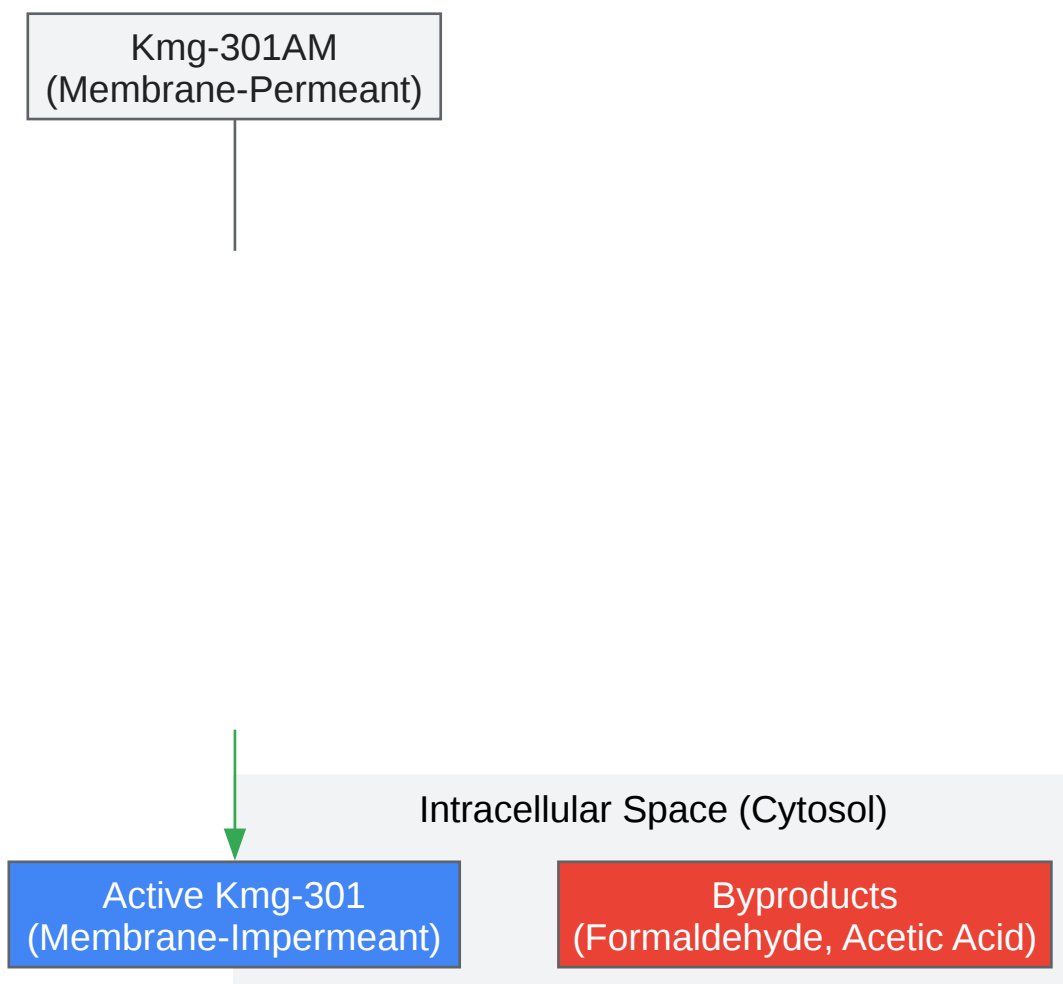 Kmg-301AM
(Membrane-Permeant)
Intracellular Space (Cytosol)
Active Kmg-301
(Membrane-Impermeant)
Byproducts
(Formaldehyde, Acetic Acid)